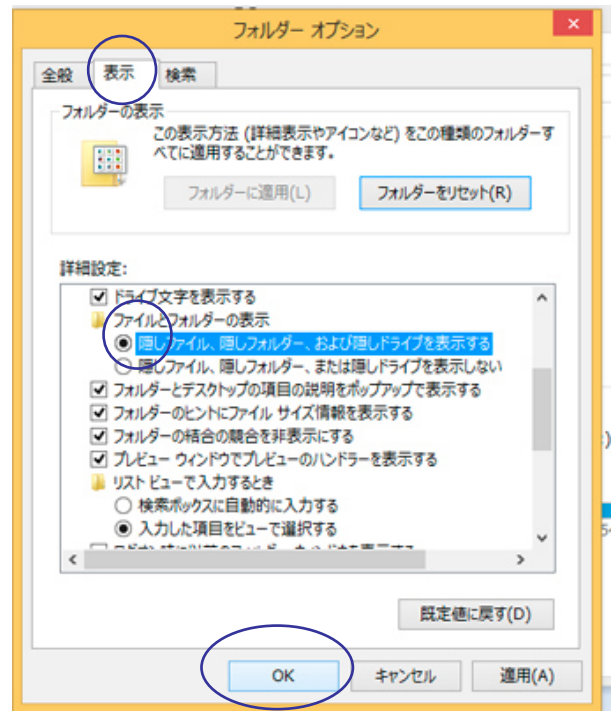 フォルダー オプション
×
全般 表示 検索
フォルダーの表示
この表示方法 (詳細表示やアイコンなど) をこの種類のフォルダーす
べてに適用することができます。
フォルダーに適用(L) フォルダーをリセット(R)
詳細設定:
ドライブ文字を表示する
ファイルとフォルダーの表示
隠しファイル、隠しフォルダー、および隠しドライブを表示する
隠しファイル、隠しフォルダー、または隠しドライブを表示しない
フォルダーとデスクトップの項目の説明をポップアップで表示する
フォルダーのヒントにファイル サイズ情報を表示する
フォルダーの結合の競合を非表示にする
プレビュー ウィンドウでプレビューのハンドラーを表示する
リスト ビューで入力するとき
検索ボックスに自動的に入力する
入力した項目をビューで選択する
既定値に戻す(D)
OK キャンセル 適用(A)